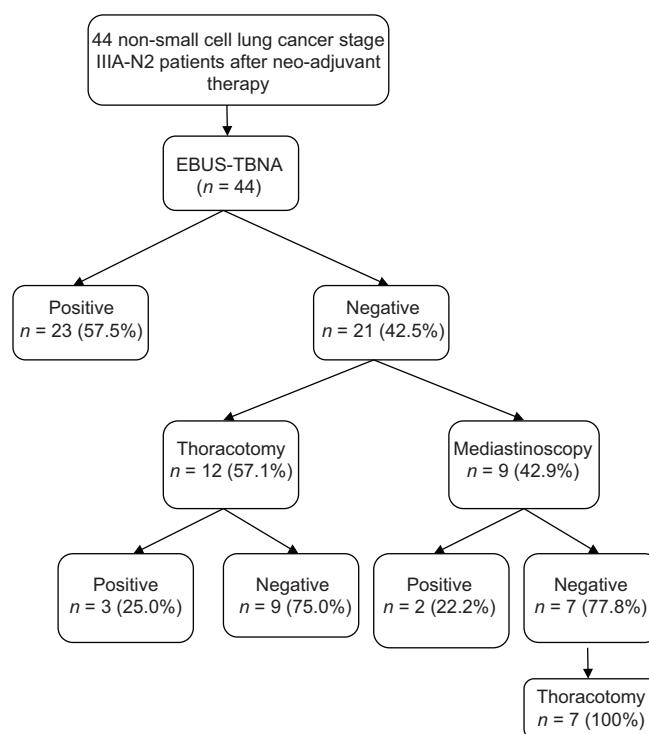 44 non-small cell lung cancer stage
IIIA-N2 patients after neo-adjuvant
therapy
EBUS-TBNA
(n = 44)
Positive
n = 23 (57.5%)
Negative
n = 21 (42.5%)
Thoracotomy
n = 12 (57.1%)
Mediastinoscopy
n = 9 (42.9%)
Positive
n = 3 (25.0%)
Negative
n = 9 (75.0%)
Positive
n = 2 (22.2%)
Negative
n = 7 (77.8%)
Thoracotomy
n = 7 (100%)